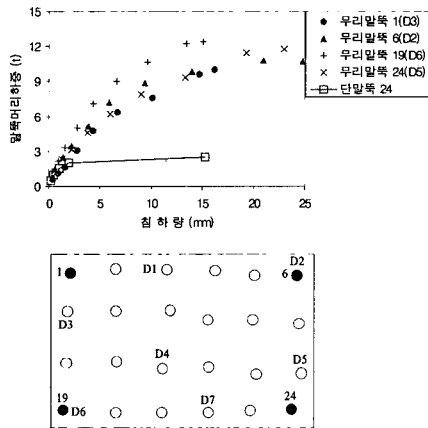 15
12
9
6
3
0
말뚝머리하중 (t)
0 5 10 15 20 25
침 하 량 (mm)
무리말뚝 1(D3)
무리말뚝 6(D2)
무리말뚝 19(D6)
무리말뚝 24(D5)
단말뚝 24
D2
1 D1 6
D3
D4 D5
19 24
D6 D7